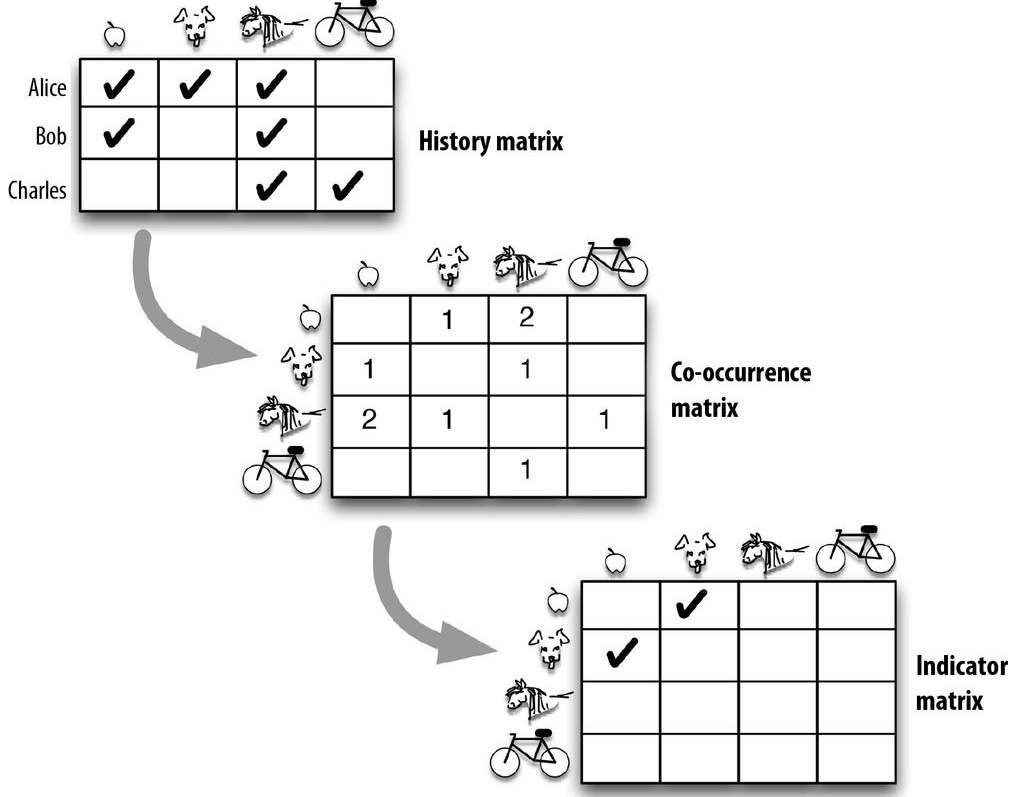 Alice
Bob
Charles
History matrix
1 2
1 1
2 1 1
1
Co-occurrence
matrix
Indicator
matrix